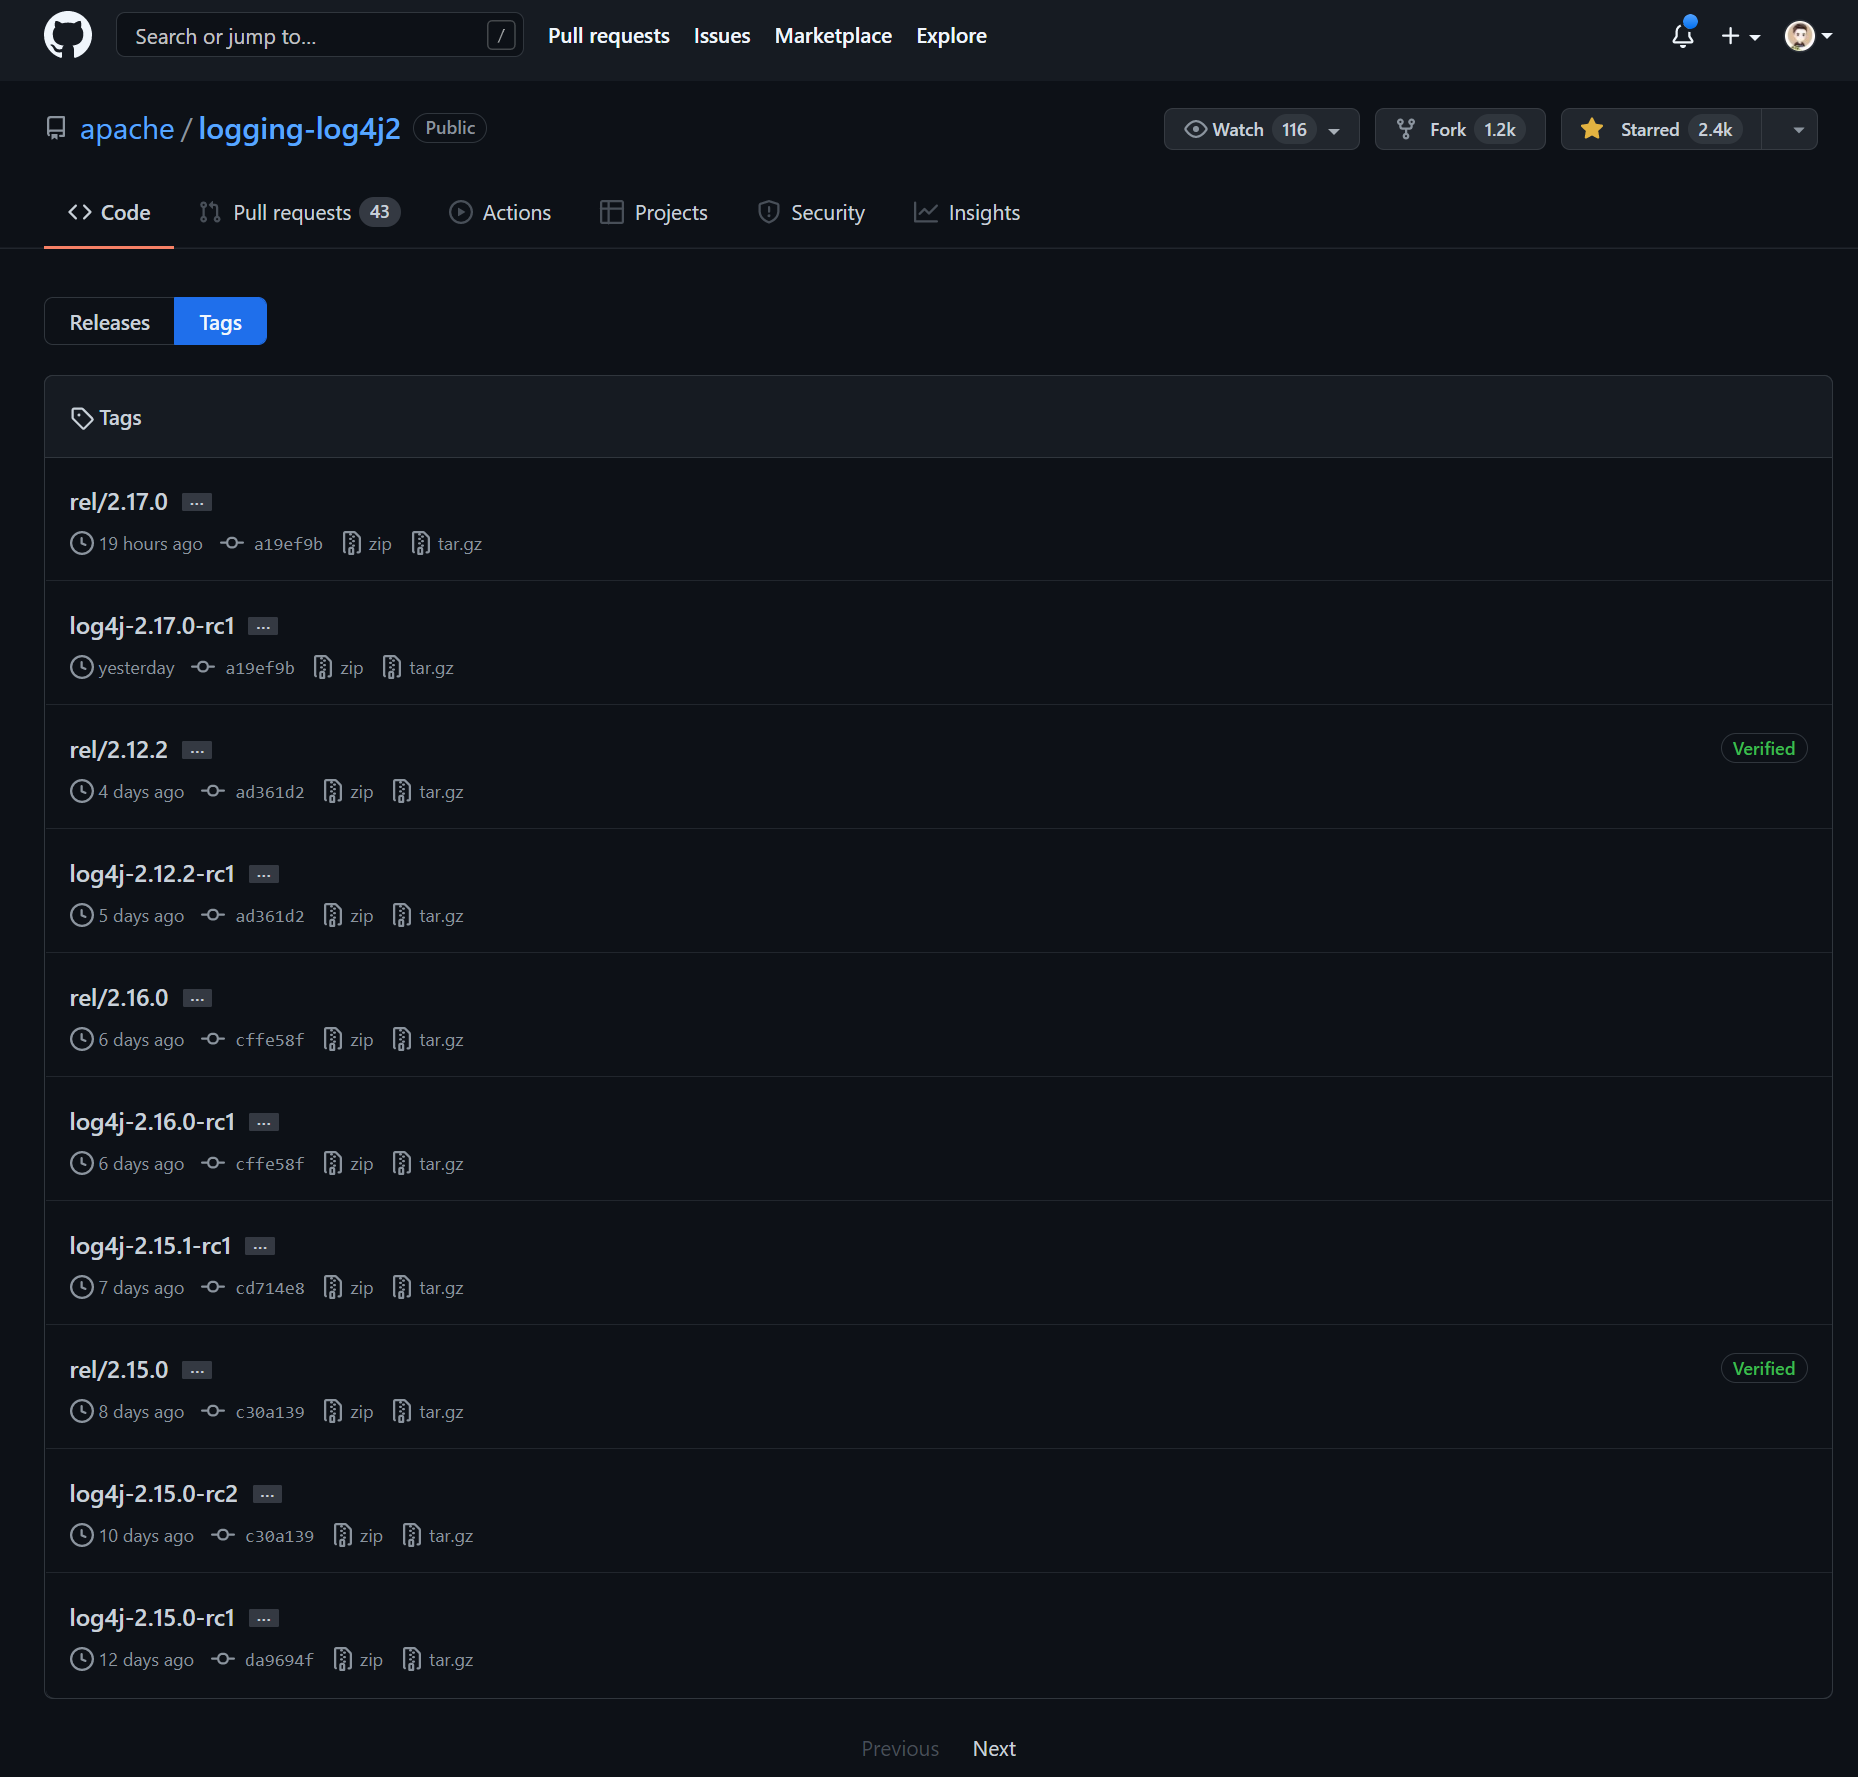 Search or jump to... / Pull requests Issues Marketplace Explore
apache / logging-log4j2 Public Watch 116 Fork 1.2k Starred 2.4k
Code Pull requests 43 Actions Projects Security Insights
Releases Tags
Tags
rel/2.17.0 ...
19 hours ago a19ef9b zip tar.gz
log4j-2.17.0-rc1 ...
yesterday a19ef9b zip tar.gz
rel/2.12.2 ... Verified
4 days ago ad361d2 zip tar.gz
log4j-2.12.2-rc1 ...
5 days ago ad361d2 zip tar.gz
rel/2.16.0 ...
6 days ago cffe58f zip tar.gz
log4j-2.16.0-rc1 ...
6 days ago cffe58f zip tar.gz
log4j-2.15.1-rc1 ...
7 days ago cd714e8 zip tar.gz
rel/2.15.0 ... Verified
8 days ago c30a139 zip tar.gz
log4j-2.15.0-rc2 ...
10 days ago c30a139 zip tar.gz
log4j-2.15.0-rc1 ...
12 days ago da9694f zip tar.gz
Previous Next